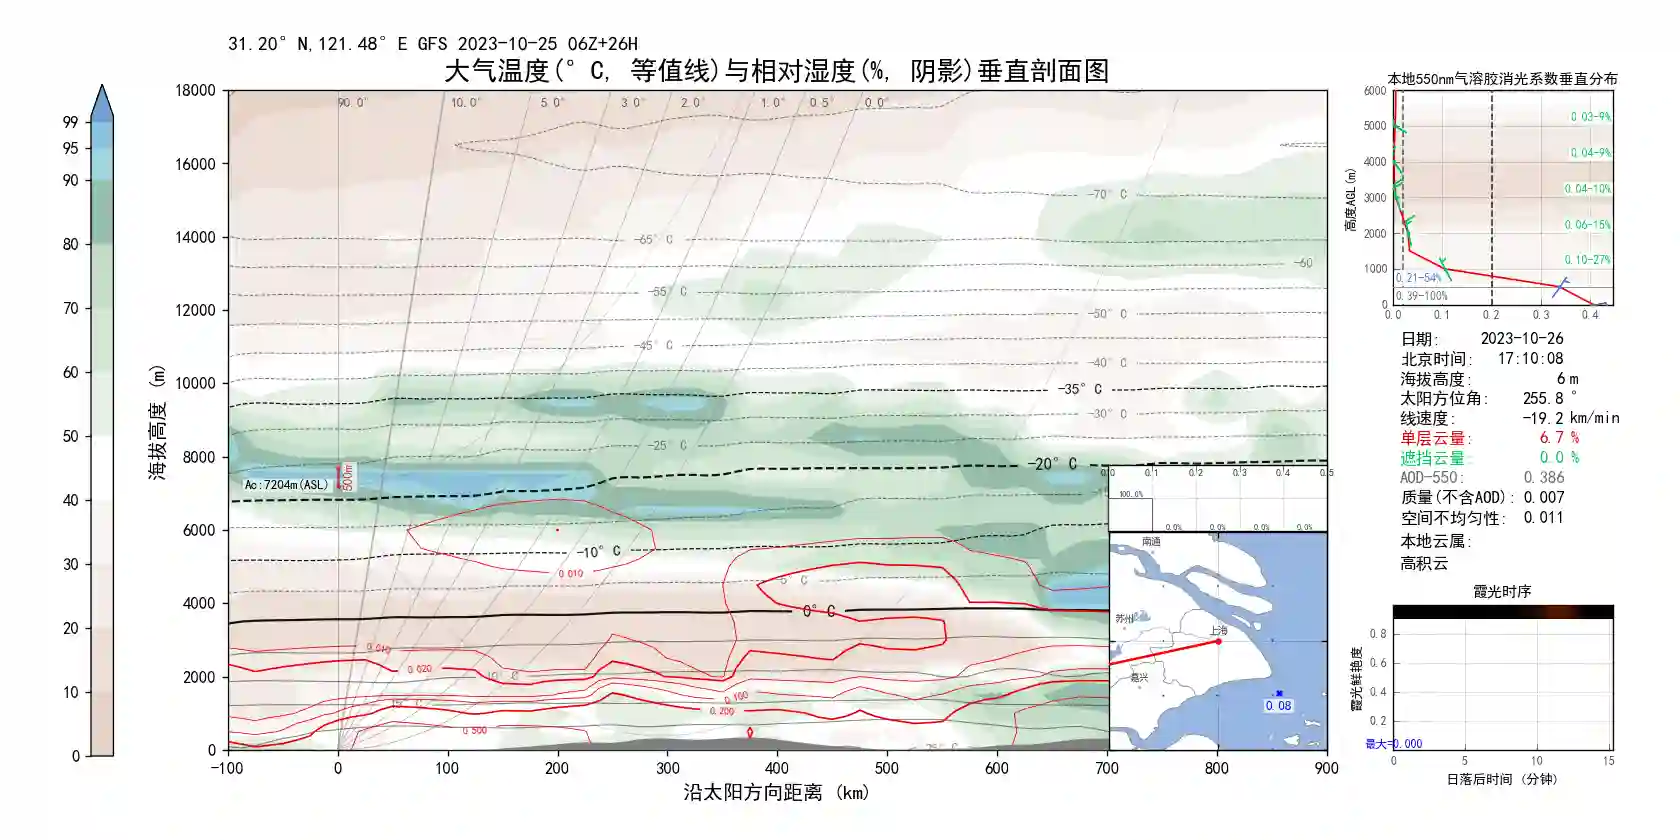 31.20° N,121.48° E GFS 2023-10-25 06Z+26H
大气温度(° C, 等值线)与相对湿度(%, 阴影)垂直剖面图
90.0° 10.0° 5.0° 3.0° 2.0° 1.0° 0.5° 0.0°
99
95
90
80
70
60
50
40
30
20
10
0
海拔高度 (m)
18000
16000
14000
12000
10000
8000
6000
4000
2000
0
-70° C
-65° C
-60
-55° C
-50° C
-45° C
-40° C
-35° C
-30° C
-25 ° C
-20° C
Ac:7204m(ASL)
500m
-10° C
0.010
5° C
0° C
0.010
0.020
10° C
0.100
15° C
0.200
0.500
-100 0 100 200 300 400 500 600 700 800 900
沿太阳方向距离 (km)
0.0 0.1 0.2 0.3 0.4 0.5
100.0%
0.0% 0.0% 0.0% 0.0%
南通
苏州
上海
嘉兴
0.08
本地550nm气溶胶消光系数垂直分布
高度AGL(m)
6000
5000
4000
3000
2000
1000
0
0.03-9%
0.04-9%
0.04-10%
0.06-15%
0.10-27%
0.21-54%
0.39-100%
0.0 0.1 0.2 0.3 0.4
日期: 2023-10-26
北京时间: 17:10:08
海拔高度: 6 m
太阳方位角: 255.8 °
线速度: -19.2 km/min
单层云量: 6.7 %
遮挡云量: 0.0 %
AOD-550: 0.386
质量(不含AOD): 0.007
空间不均匀性: 0.011
本地云属:
高积云
霞光时序
霞光鲜艳度
0.8
0.6
0.4
0.2
最大=0.000
0 5 10 15
日落后时间 (分钟)